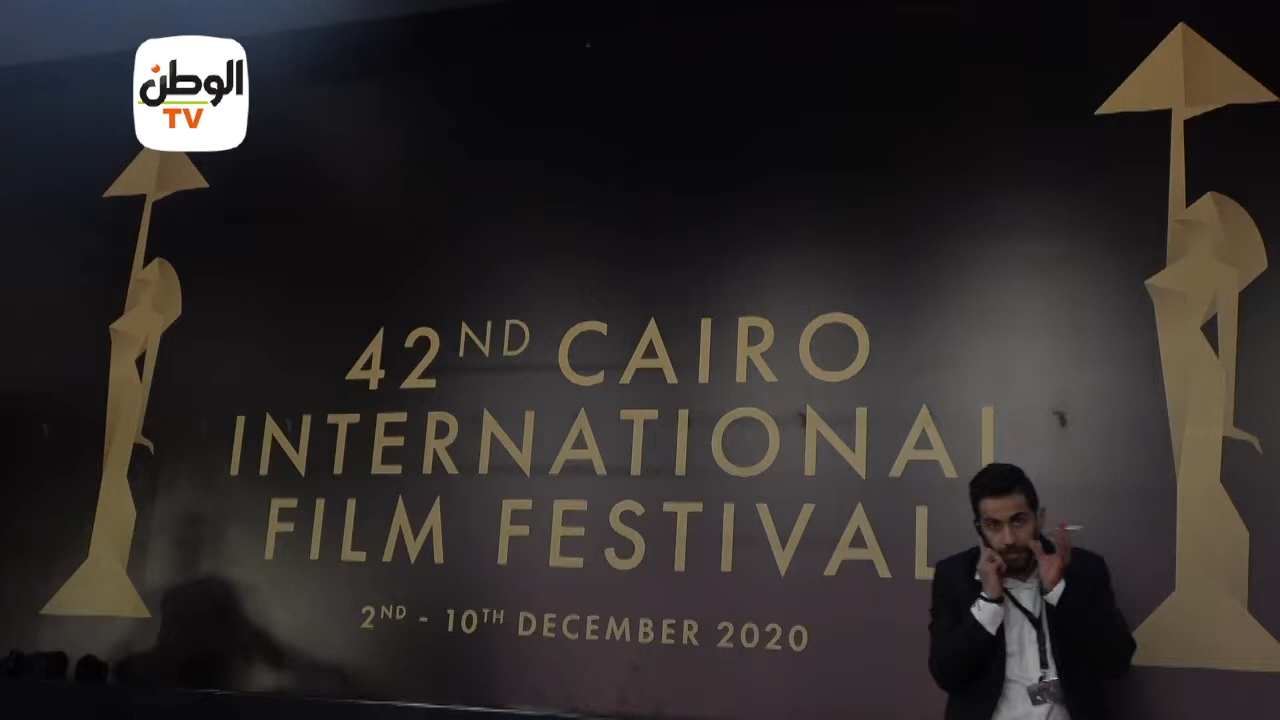 الوطن
TV
42ND CAIRO
INTERNATIONAL
FILM FESTIVAL
2ND - 10TH DECEMBER 2020